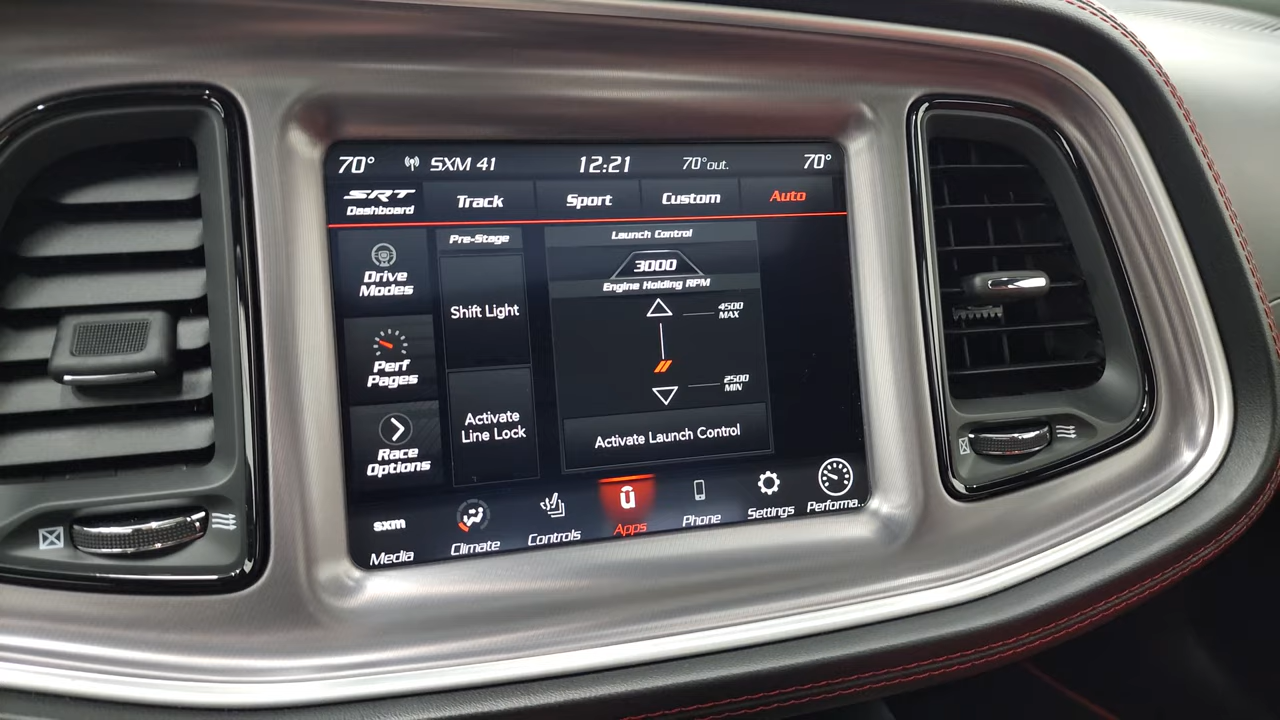 70° SXM 41 12:21 70°out. 70°
SRT
Dashboard
Track
Sport
Custom
Auto
Drive
Modes
Perf
Pages
Race
Options
Pre-Stage
Shift Light
Activate
Line Lock
Launch Control
3000
Engine Holding RPM
4500
MAX
2500
MIN
Activate Launch Control
sxm
Media
Climate
Controls
ū
Apps
Phone
Settings
Performa..